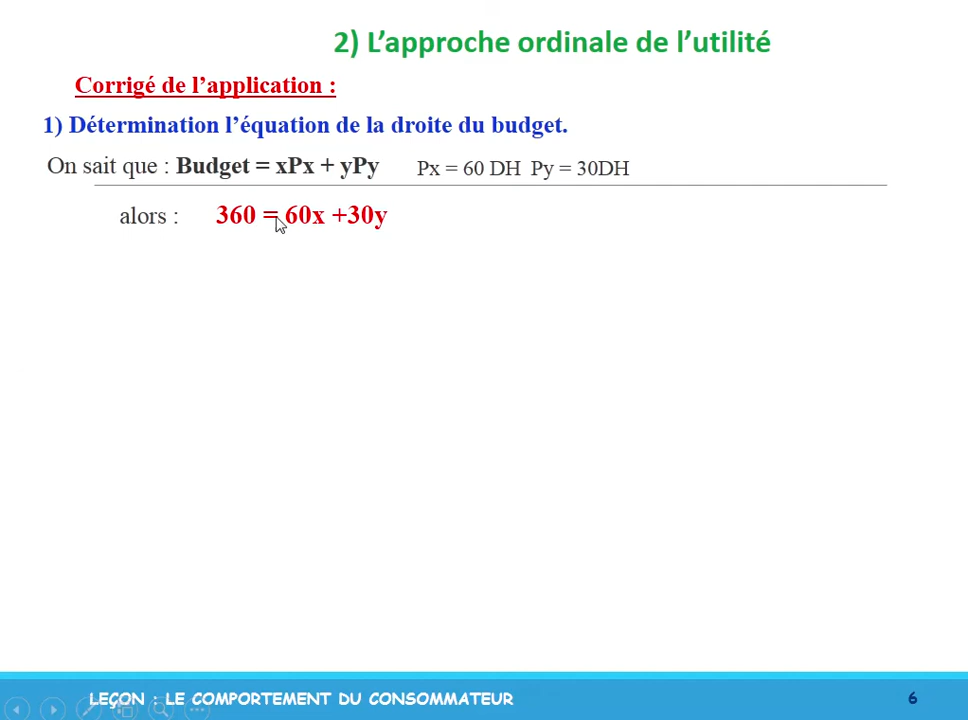 2) L’approche ordinale de l’utilité
Corrigé de l’application :
1) Détermination l’équation de la droite du budget.
On sait que : Budget = xPx + yPy Px = 60 DH Py = 30DH
alors : 360 = 60x +30y
LEÇON : LE COMPORTEMENT DU CONSOMMATEUR 6